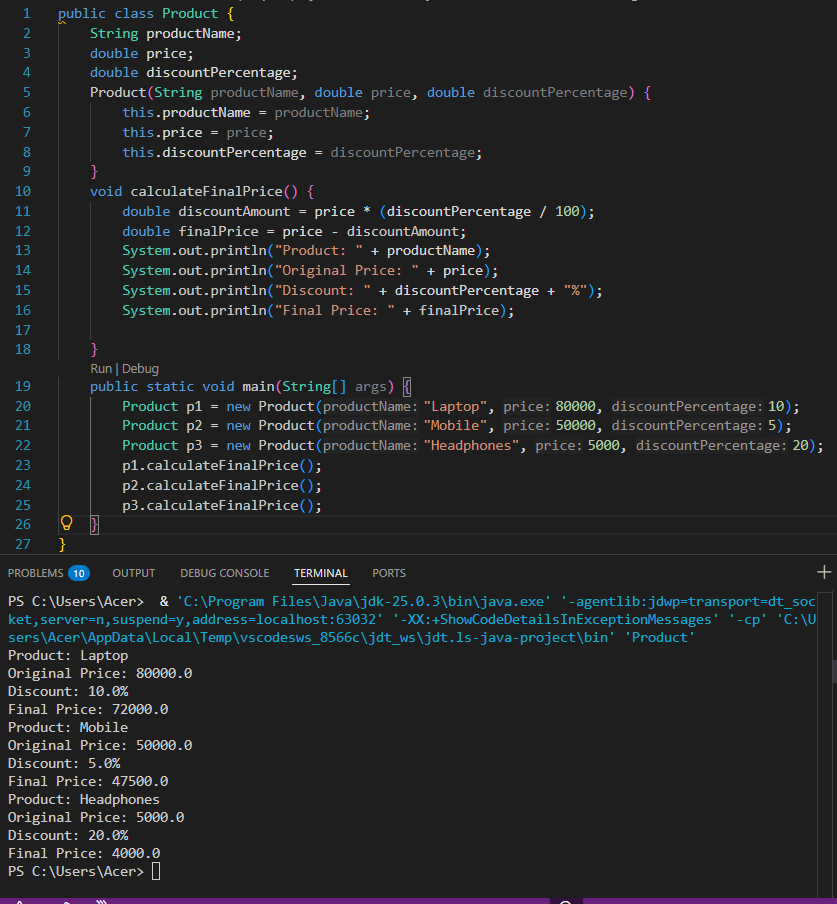 1 public class Product {
2 String productName;
3 double price;
4 double discountPercentage;
5 Product(String productName, double price, double discountPercentage) {
6 this.productName = productName;
7 this.price = price;
8 this.discountPercentage = discountPercentage;
9 }
10 void calculateFinalPrice() {
11 double discountAmount = price * (discountPercentage / 100);
12 double finalPrice = price - discountAmount;
13 System.out.println("Product: " + productName);
14 System.out.println("Original Price: " + price);
15 System.out.println("Discount: " + discountPercentage + "%");
16 System.out.println("Final Price: " + finalPrice);
17
18 }
Run | Debug
19 public static void main(String[] args) {
20 Product p1 = new Product(productName: "Laptop", price: 80000, discountPercentage: 10);
21 Product p2 = new Product(productName: "Mobile", price: 50000, discountPercentage: 5);
22 Product p3 = new Product(productName: "Headphones", price: 5000, discountPercentage: 20);
23 p1.calculateFinalPrice();
24 p2.calculateFinalPrice();
25 p3.calculateFinalPrice();
26 }
27 }
PROBLEMS 10 OUTPUT DEBUG CONSOLE TERMINAL PORTS
PS C:\Users\Acer> & 'C:\Program Files\Java\jdk-25.0.3\bin\java.exe' '-agentlib:jdwp=transport=dt_soc
ket,server=n,suspend=y,address=localhost:63032' '-XX:+ShowCodeDetailsInExceptionMessages' '-cp' 'C:\U
sers\Acer\AppData\Local\Temp\vscodesws_8566c\jdt_ws\jdt.ls-java-project\bin' 'Product'
Product: Laptop
Original Price: 80000.0
Discount: 10.0%
Final Price: 72000.0
Product: Mobile
Original Price: 50000.0
Discount: 5.0%
Final Price: 47500.0
Product: Headphones
Original Price: 5000.0
Discount: 20.0%
Final Price: 4000.0
PS C:\Users\Acer>